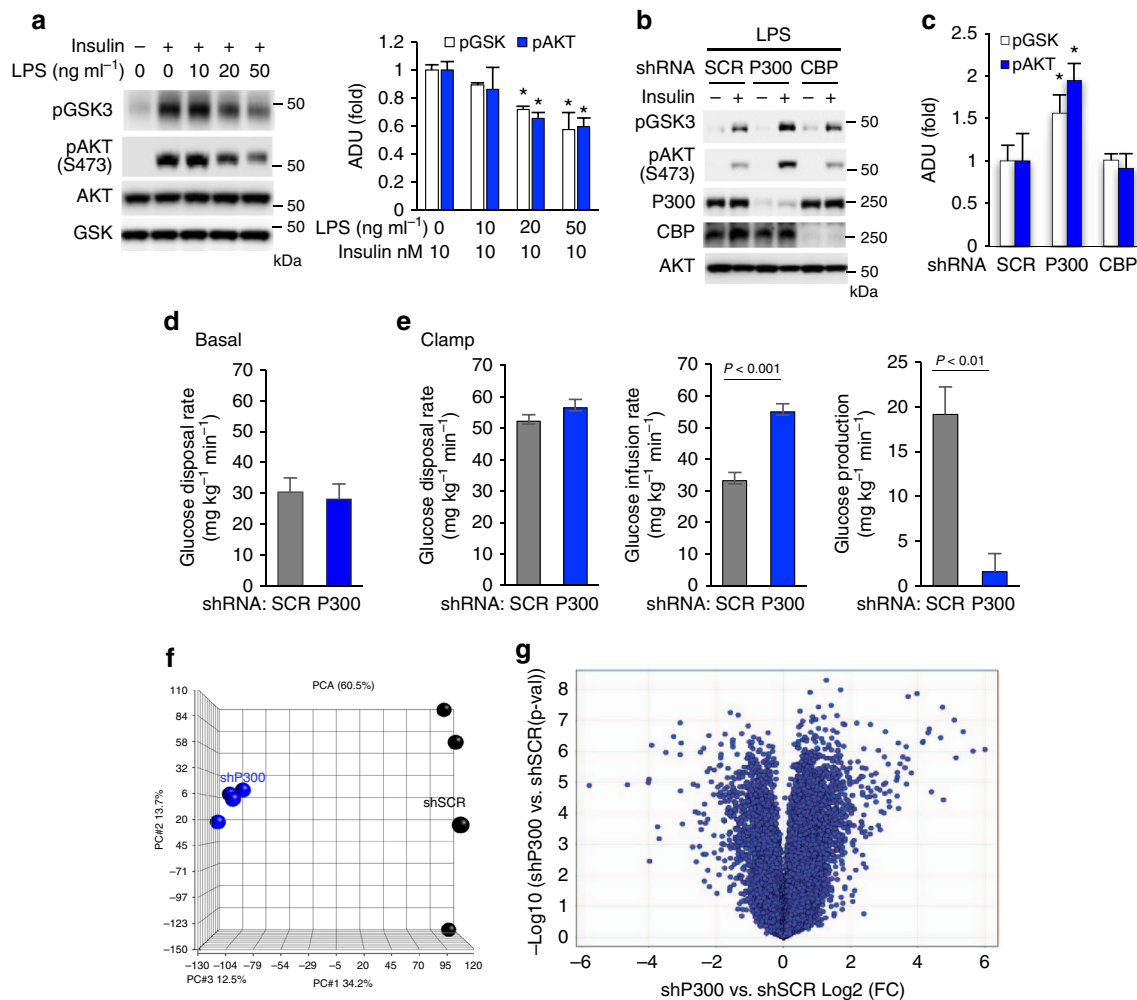 a
Insulin – + + + +
LPS (ng ml–1) 0 0 10 20 50
pGSK3
50
pAKT
(S473)
50
AKT
50
GSK
50
kDa
pGSK
pAKT
ADU (fold)
1.2
1
0.8
0.6
0.4
0.2
0
* * * *
LPS (ng ml–1) 0 10 20 50
Insulin nM 10 10 10 10
b
LPS
shRNA SCR P300 CBP
Insulin – + – + – +
pGSK3
50
pAKT
(S473)
50
P300
250
CBP
250
AKT
50
kDa
c
pGSK
pAKT
ADU (fold)
2.5
2
1.5
1
0.5
0
* *
shRNA SCR P300 CBP
d
Basal
Glucose disposal rate
(mg kg–1 min–1)
70
60
50
40
30
20
10
0
shRNA: SCR P300
e
Clamp
Glucose disposal rate
(mg kg–1 min–1)
70
60
50
40
30
20
10
0
shRNA: SCR P300
Glucose infusion rate
(mg kg–1 min–1)
70
60
50
40
30
20
10
0
P < 0.001
shRNA: SCR P300
Glucose production
(mg kg–1 min–1)
25
20
15
10
5
0
P < 0.01
shRNA: SCR P300
f
PCA (60.5%)
PC#2 13.7%
110
84
58
32
6
20
45
–71
–97
–123
–150
shP300
shSCR
–130 –104 –79 –54 –29 –5 45 70 95 120
PC#3 12.5% PC#1 34.2%
g
–Log10 (shP300 vs. shSCR(p-val))
8
7
6
5
4
3
2
1
0
–6 –4 –2 0 2 4 6
shP300 vs. shSCR Log2 (FC)